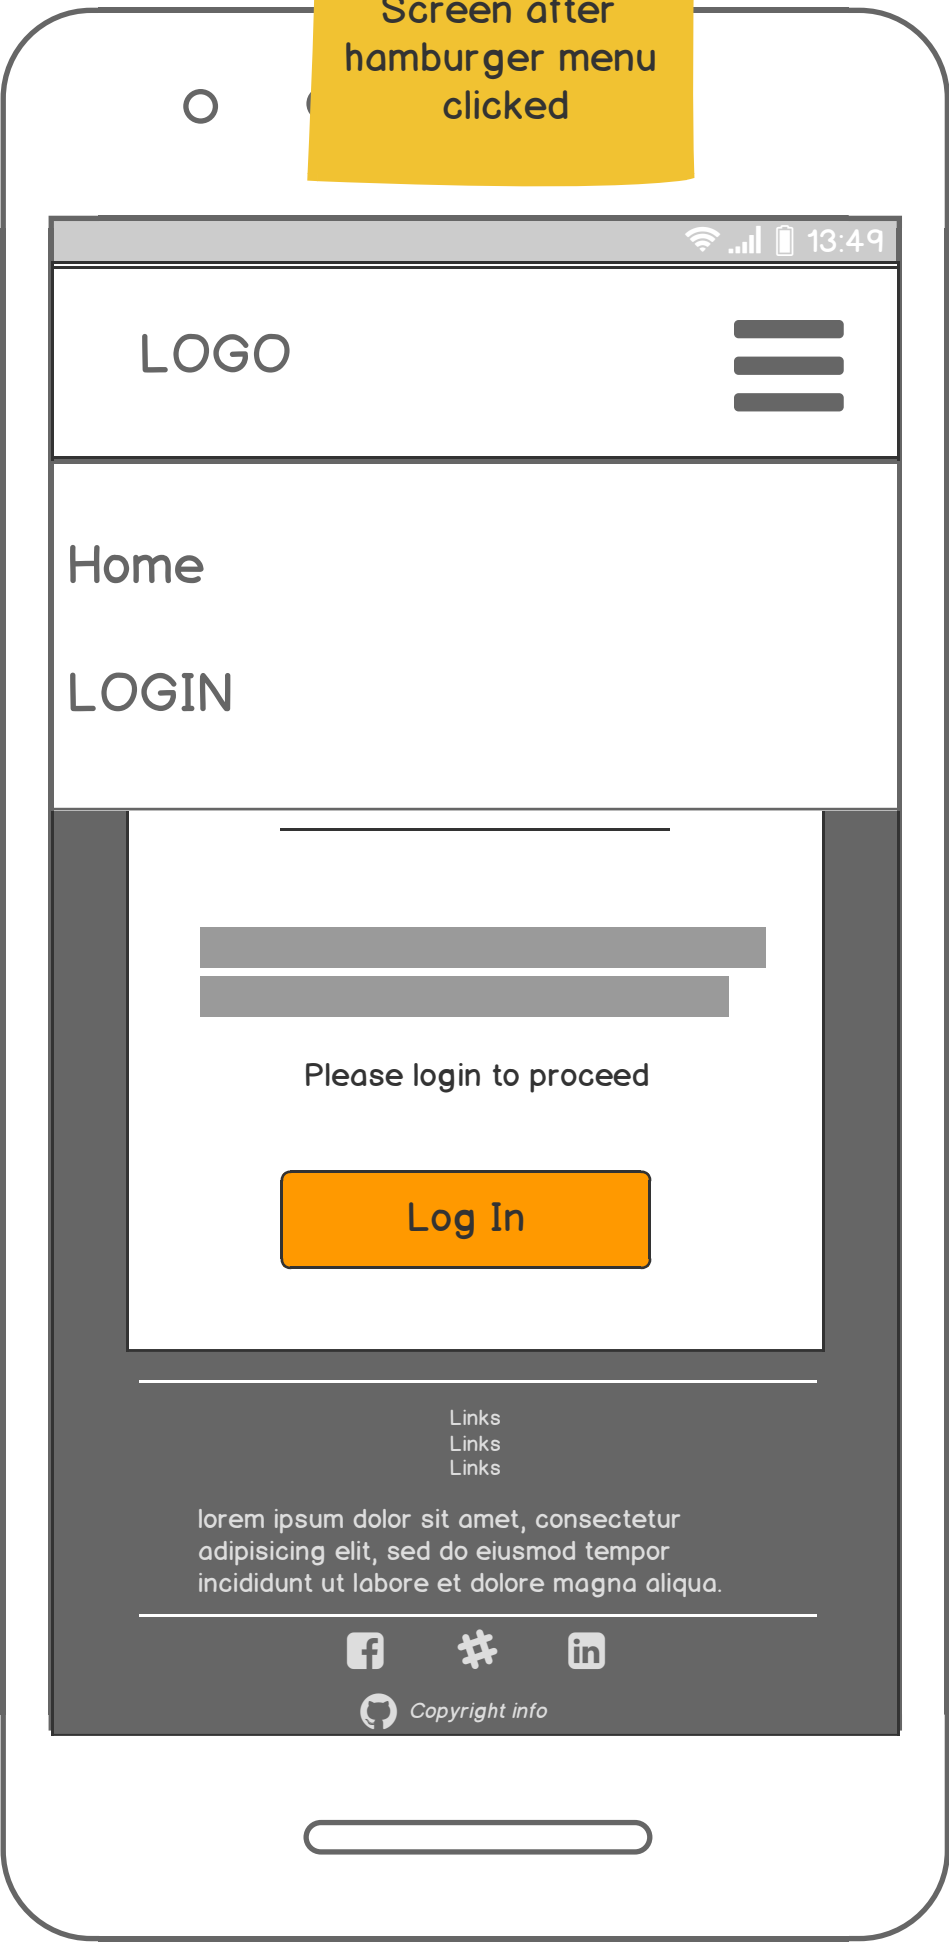 Screen after
hamburger menu
clicked
13:49
LOGO
Home
LOGIN
Please login to proceed
Log In
Links
Links
Links
lorem ipsum dolor sit amet, consectetur
adipisicing elit, sed do eiusmod tempor
incididunt ut labore et dolore magna aliqua.
Copyright info